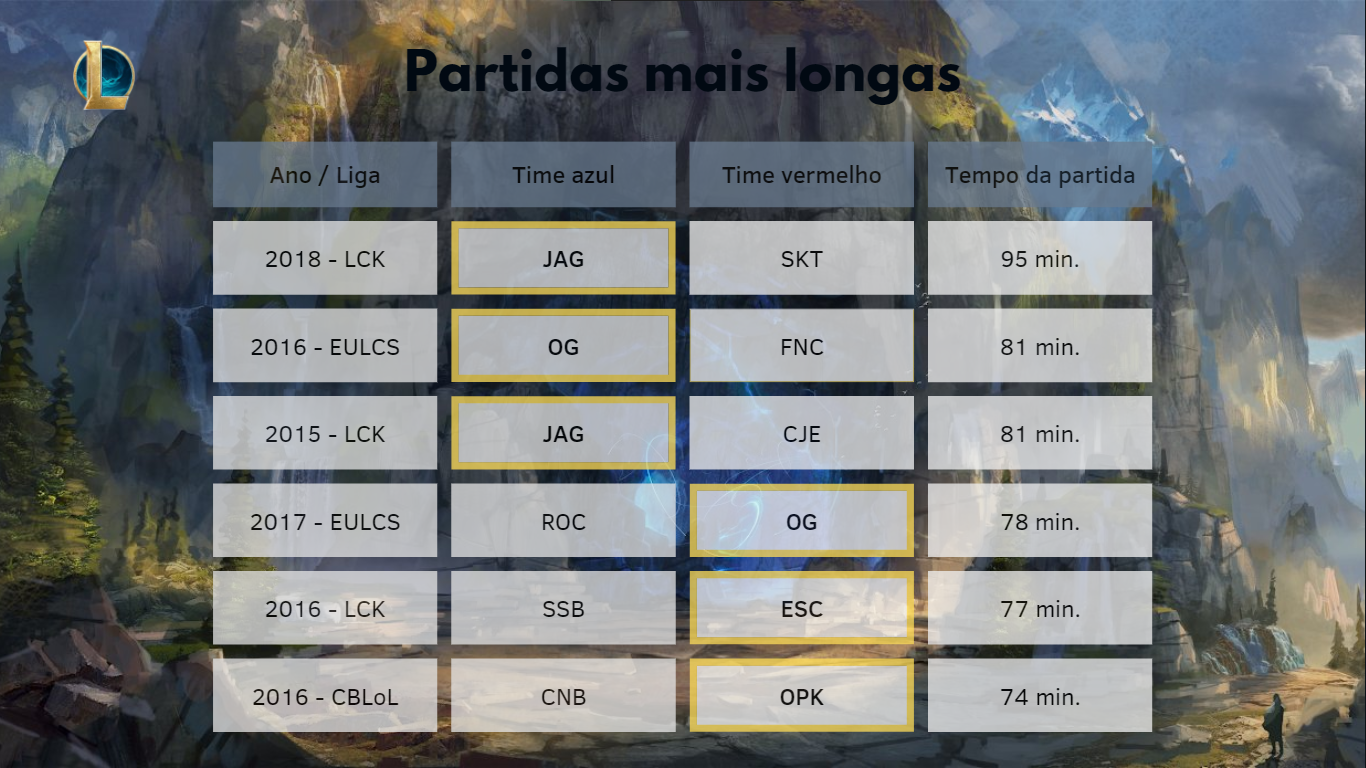 Partidas mais longas
Ano / Liga Time azul Time vermelho Tempo da partida
2018 - LCK JAG SKT 95 min.
2016 - EULCS OG FNC 81 min.
2015 - LCK JAG CJE 81 min.
2017 - EULCS ROC OG 78 min.
2016 - LCK SSB ESC 77 min.
2016 - CBLoL CNB OPK 74 min.